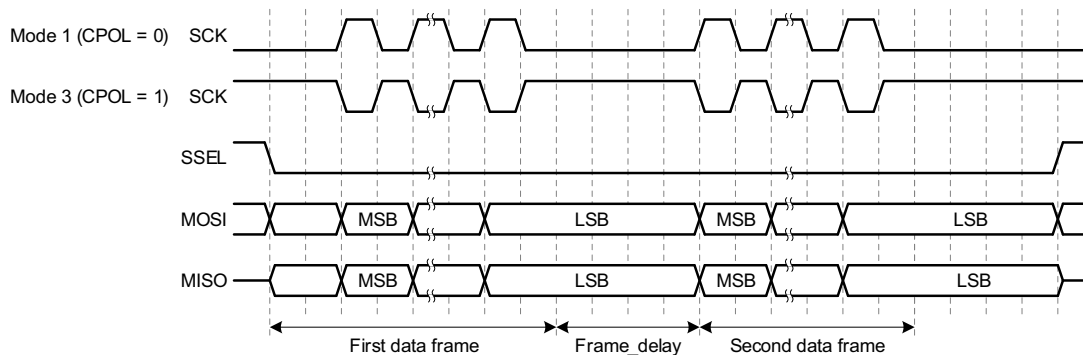 Mode 1 (CPOL = 0) SCK
Mode 3 (CPOL = 1) SCK
SSEL
MOSI MSB LSB MSB LSB
MISO MSB LSB MSB LSB
First data frame Frame_delay Second data frame